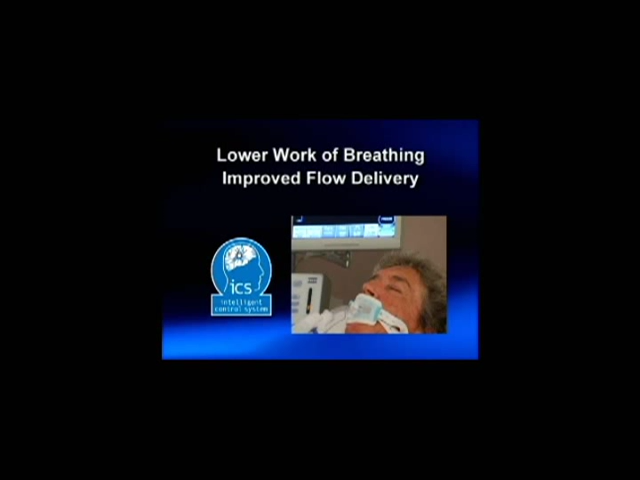 Lower Work of Breathing
Improved Flow Delivery
ics
intelligent
control system